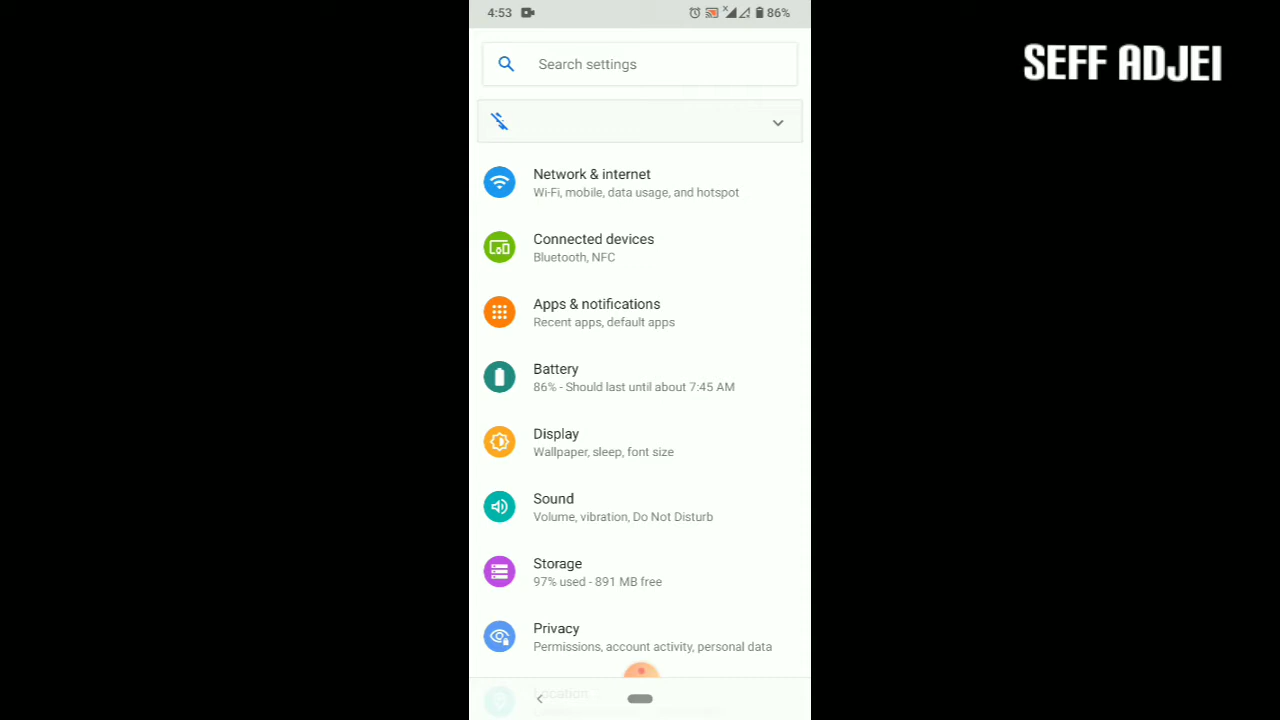 4:53
86%
SEFF ADJEI
Search settings
Network & internet
Wi-Fi, mobile, data usage, and hotspot
Connected devices
Bluetooth, NFC
Apps & notifications
Recent apps, default apps
Battery
86% - Should last until about 7:45 AM
Display
Wallpaper, sleep, font size
Sound
Volume, vibration, Do Not Disturb
Storage
97% used - 891 MB free
Privacy
Permissions, account activity, personal data
Location